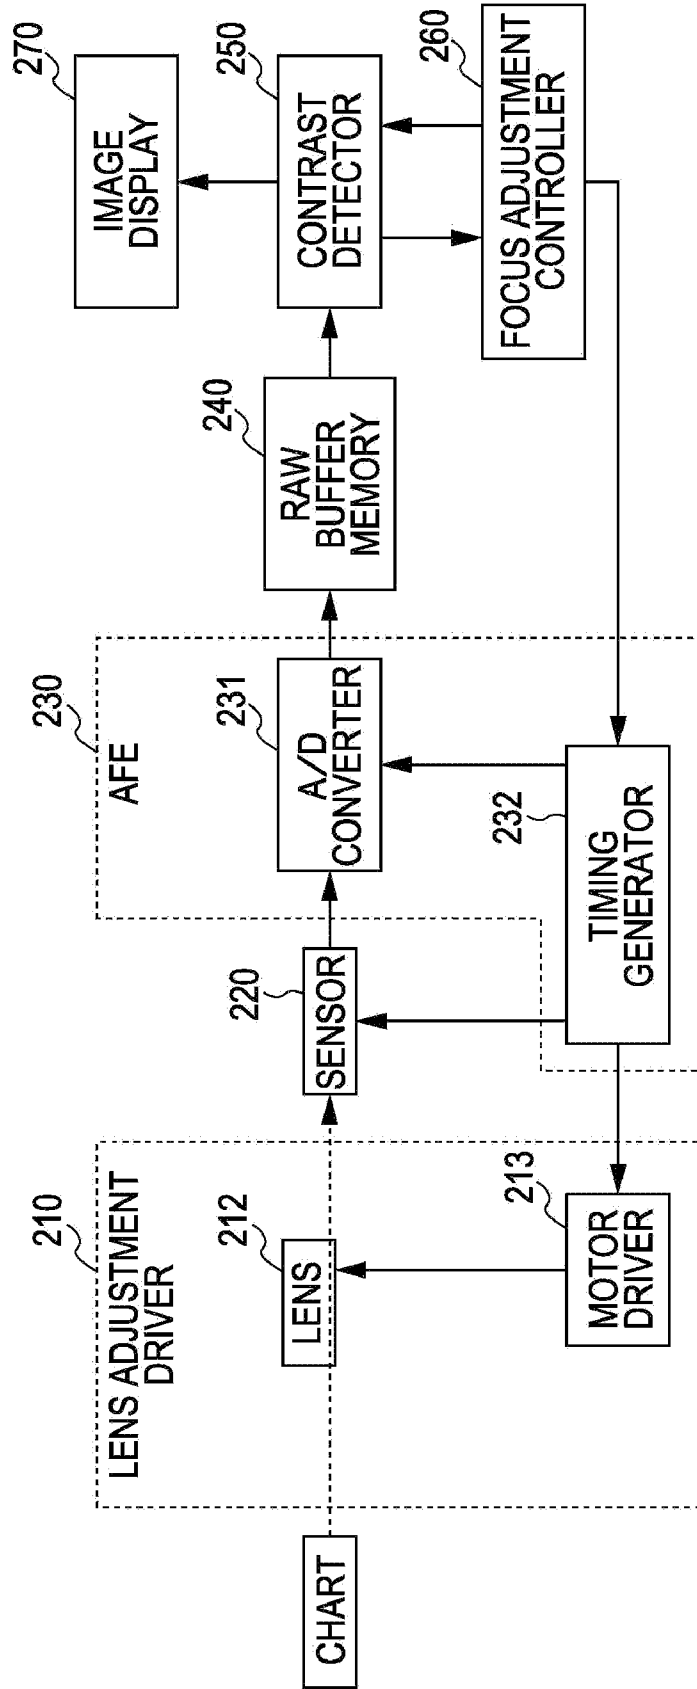 210
LENS ADJUSTMENT
DRIVER
CHART
212
LENS
213
MOTOR
DRIVER
220
SENSOR
230
AFE
231
A/D
CONVERTER
232
TIMING
GENERATOR
240
RAW
BUFFER
MEMORY
250
CONTRAST
DETECTOR
260
FOCUS ADJUSTMENT
CONTROLLER
270
IMAGE
DISPLAY